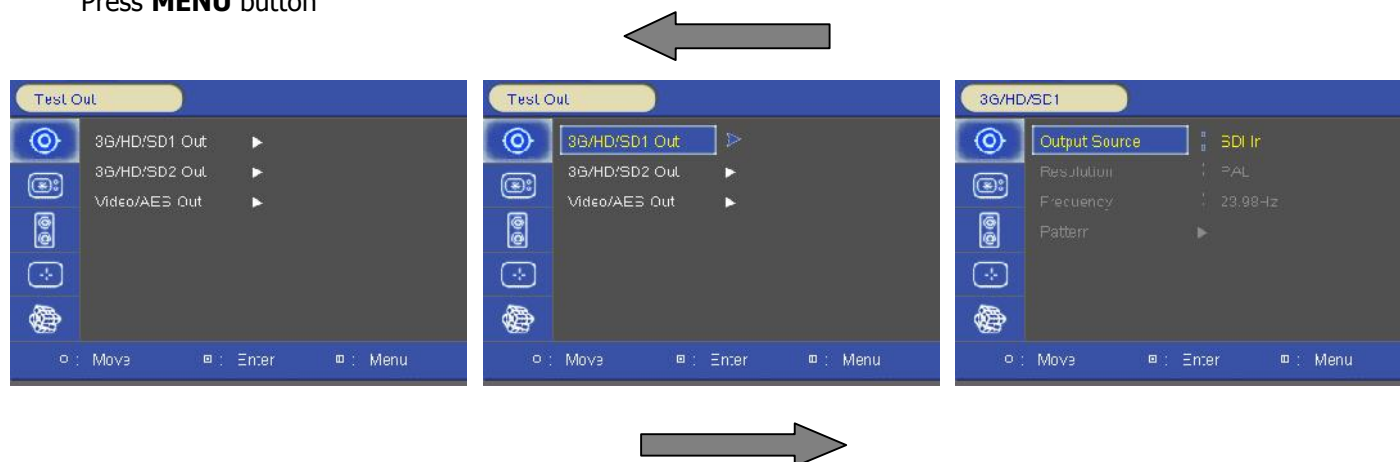 Press MENU button
Test Out
3G/HD/SD1 Out
3G/HD/SD2 Out
Video/AES Out
Move
Enter
Menu
Test Out
3G/HD/SD1 Out
3G/HD/SD2 Out
Video/AES Out
Move
Enter
Menu
3G/HD/SD1
Output Source : SDI In
Resolution : PAL
Frequency : 23.98Hz
Pattern
Move
Enter
Menu